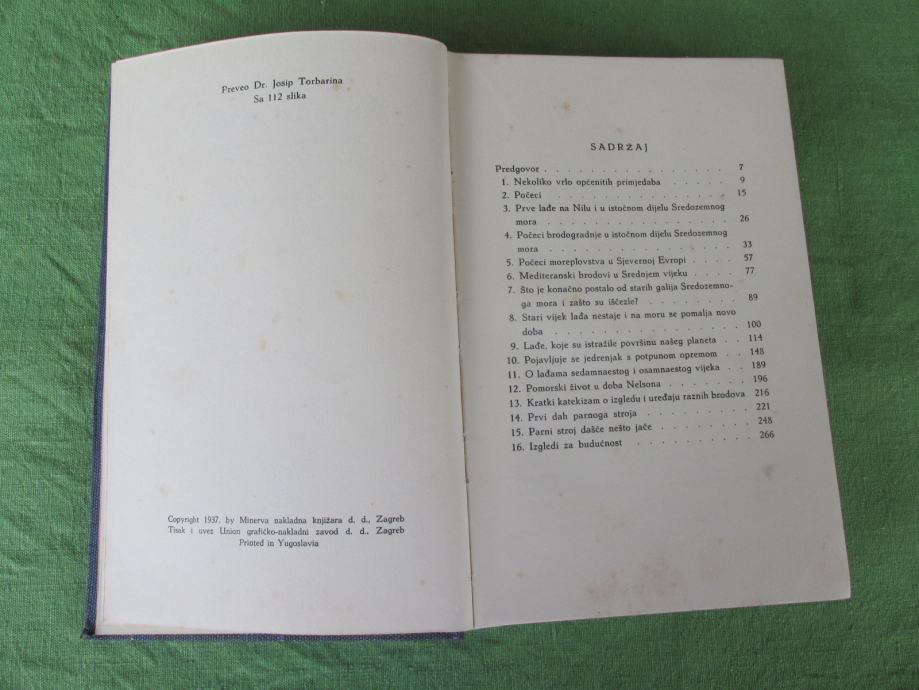 Preveo Dr. Josip Torbarina
Sa 112 slika
Copyright 1937. by Minerva nakladna knjižara d. d., Zagreb
Tisak i uvez Union grafičko-nakladni zavod d. d., Zagreb
Printed in Yugoslavia
SADRŽAJ
Predgovor . . . . . . . . . . . . . . . 7
1. Nekoliko vrlo općenitih primjedaba . . . . . 9
2. Počeci . . . . . . . . . . . . . 15
3. Prve lađe na Nilu i u istočnom dijelu Sredozemnog
mora . . . . . . . . . . . . . . 26
4. Počeci brodogradnje u istočnom dijelu Sredozemnog
mora . . . . . . . . . . . . . . 33
5. Počeci moreplovstva u Sjevernoj Evropi . . . . 57
6. Mediteranski brodovi u Srednjem vijeku . . . . 77
7. Što je konačno postalo od starih galija Sredozemno-
ga mora i zašto su iščezle? . . . . . . . 89
8. Stari vijek lađa nestaje i na moru se pomalja novo
doba . . . . . . . . . . . . . . 100
9. Lađe, koje su istražile površinu našeg planeta . . 114
10. Pojavljuje se jedrenjak s potpunom opremom . . 148
11. O lađama sedamnaestog i osamnaestog vijeka . . 189
12. Pomorski život u doba Nelsona . . . . . . . 196
13. Kratki katekizam o izgledu i uređaju raznih brodova 216
14. Prvi dah parnoga stroja . . . . . . . . . 221
15. Parni stroj dašće nešto jače . . . . . . . . 248
16. Izgledi za budućnost . . . . . . . . . 266